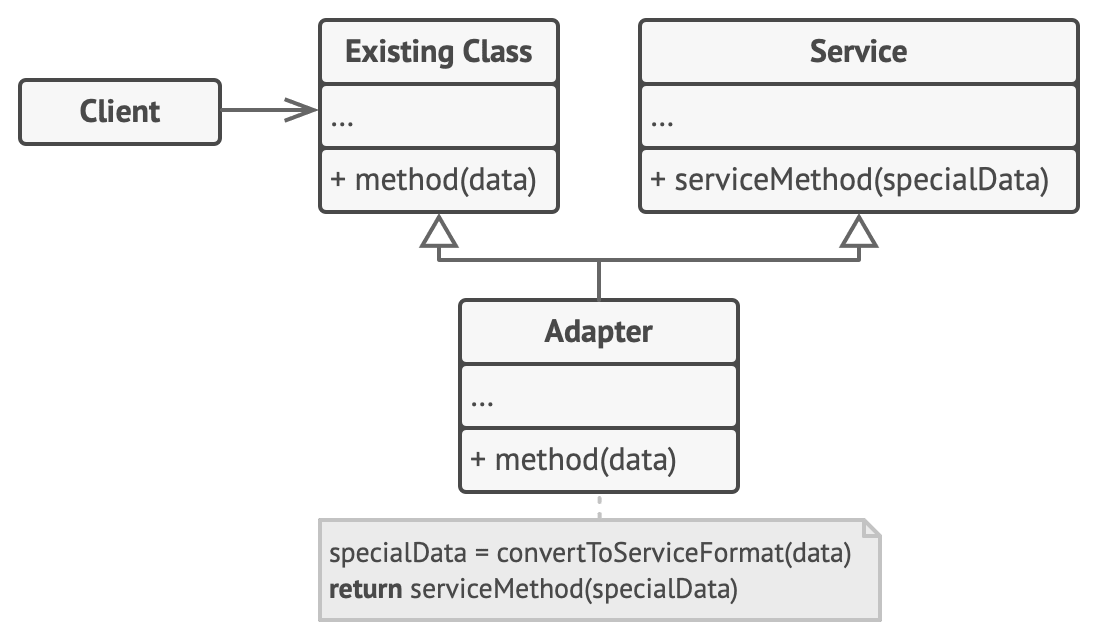 Client
Existing Class
...
+ method(data)
Service
...
+ serviceMethod(specialData)
Adapter
...
+ method(data)
specialData = convertToServiceFormat(data)
return serviceMethod(specialData)